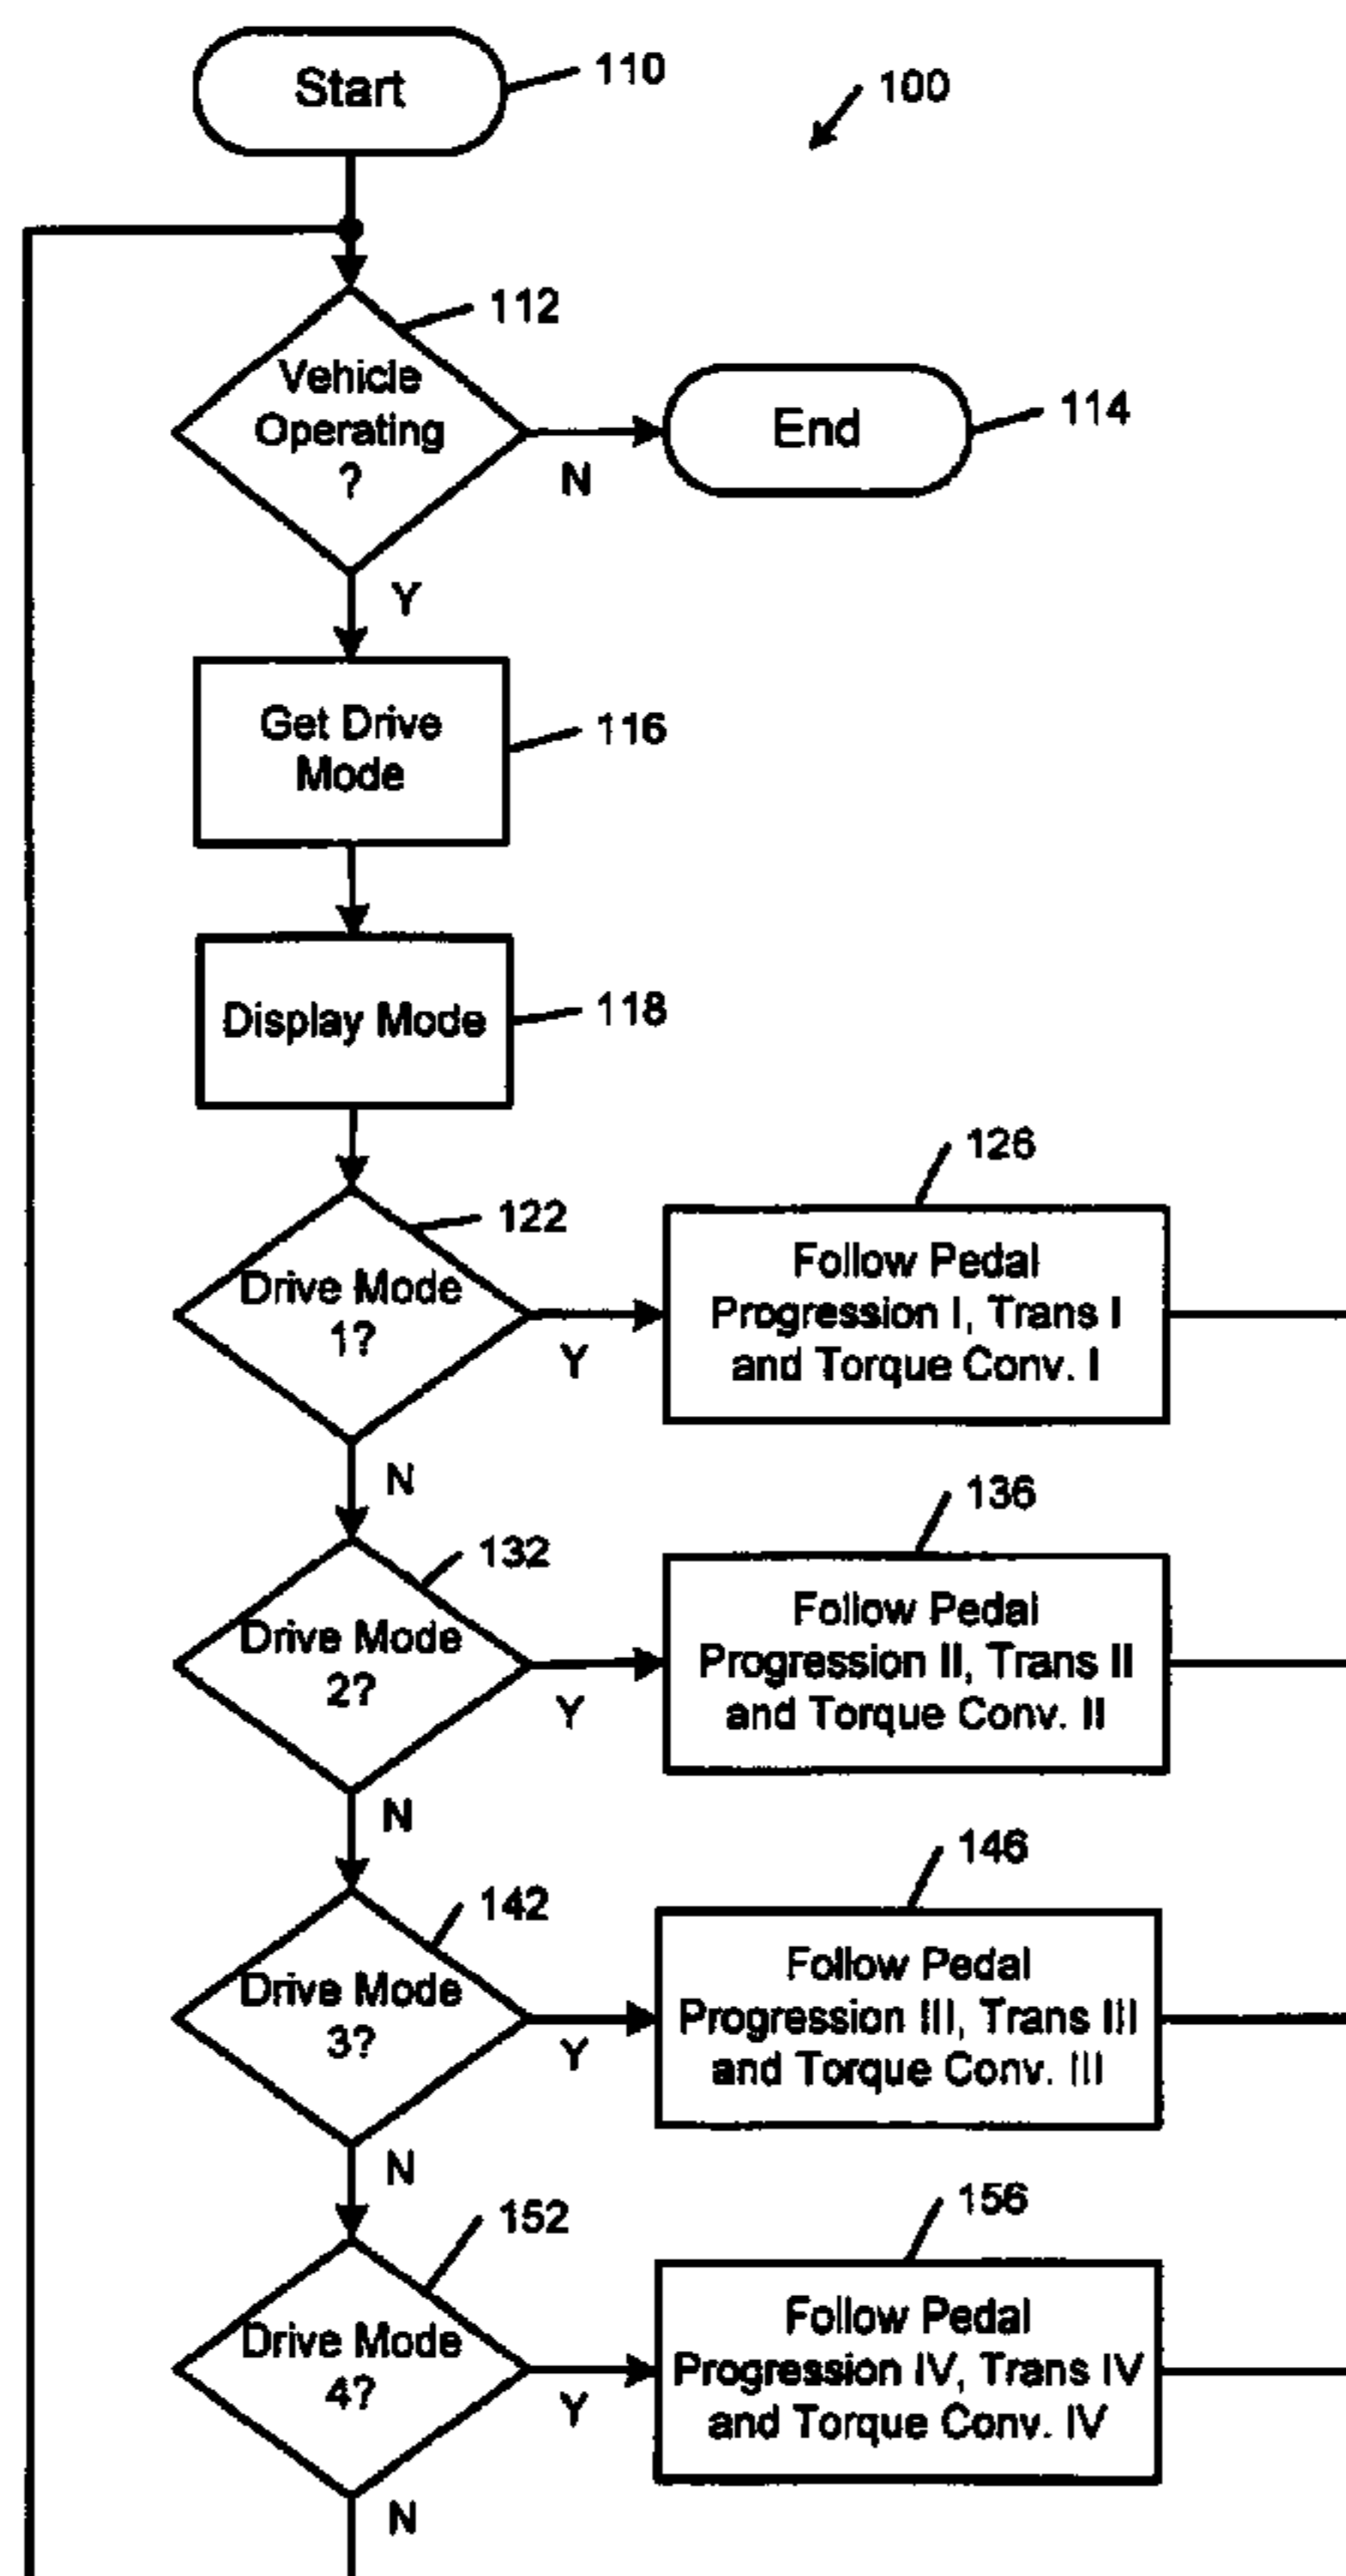 Start
110
100
112
Vehicle
Operating
?
N
End
114
Y
Get Drive
Mode
116
Display Mode
118
122
Drive Mode
1?
Y
126
Follow Pedal
Progression I, Trans I
and Torque Conv. I
N
132
Drive Mode
2?
Y
136
Follow Pedal
Progression II, Trans II
and Torque Conv. II
N
142
Drive Mode
3?
Y
146
Follow Pedal
Progression III, Trans III
and Torque Conv. III
N
152
Drive Mode
4?
Y
156
Follow Pedal
Progression IV, Trans IV
and Torque Conv. IV
N